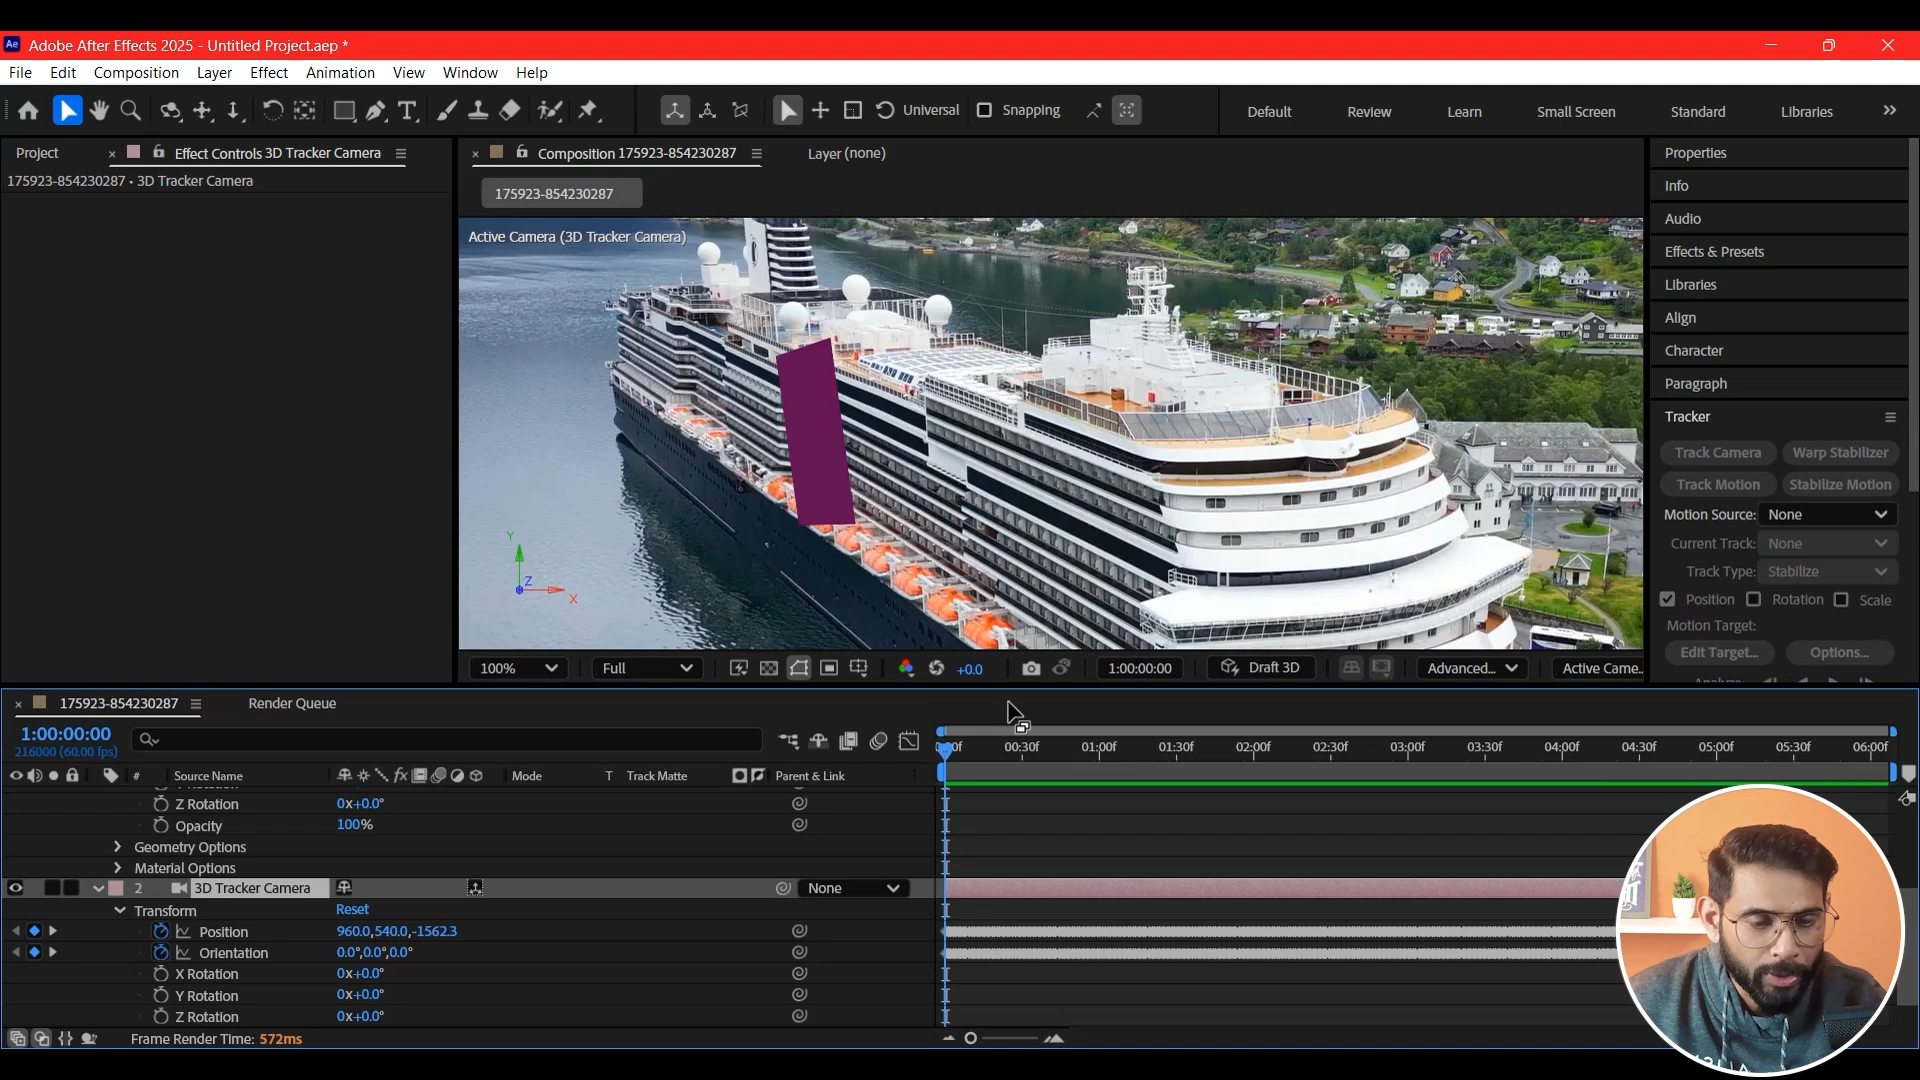 Ae Adobe After Effects 2025 - Untitled Project.aep *
File Edit Composition Layer Effect Animation View Window Help
Universal Snapping Default Review Learn Small Screen Standard Libraries
Project × Effect Controls 3D Tracker Camera
175923-854230287 • 3D Tracker Camera
× Composition 175923-854230287 Layer (none)
175923-854230287
Active Camera (3D Tracker Camera)
Y
Z
X
100% Full +0.0 1:00:00:00 Draft 3D Advanced... Active Came...
Properties
Info
Audio
Effects & Presets
Libraries
Align
Character
Paragraph
Tracker
Track Camera Warp Stabilizer
Track Motion Stabilize Motion
Motion Source: None
Current Track: None
Track Type: Stabilize
Position Rotation Scale
Motion Target:
Edit Target... Options...
× 175923-854230287 Render Queue
1:00:00:00
216000 (60.00 fps)
00:30f 01:00f 01:30f 02:00f 02:30f 03:00f 03:30f 04:00f 04:30f 05:00f 05:30f 06:00f
# Source Name fx Mode T Track Matte Parent & Link
Z Rotation 0x+0.0°
Opacity 100%
Geometry Options
Material Options
2 3D Tracker Camera None
Transform Reset
Position 960.0,540.0,-1562.3
Orientation 0.0°,0.0°,0.0°
X Rotation 0x+0.0°
Y Rotation 0x+0.0°
Z Rotation 0x+0.0°
Frame Render Time: 572ms